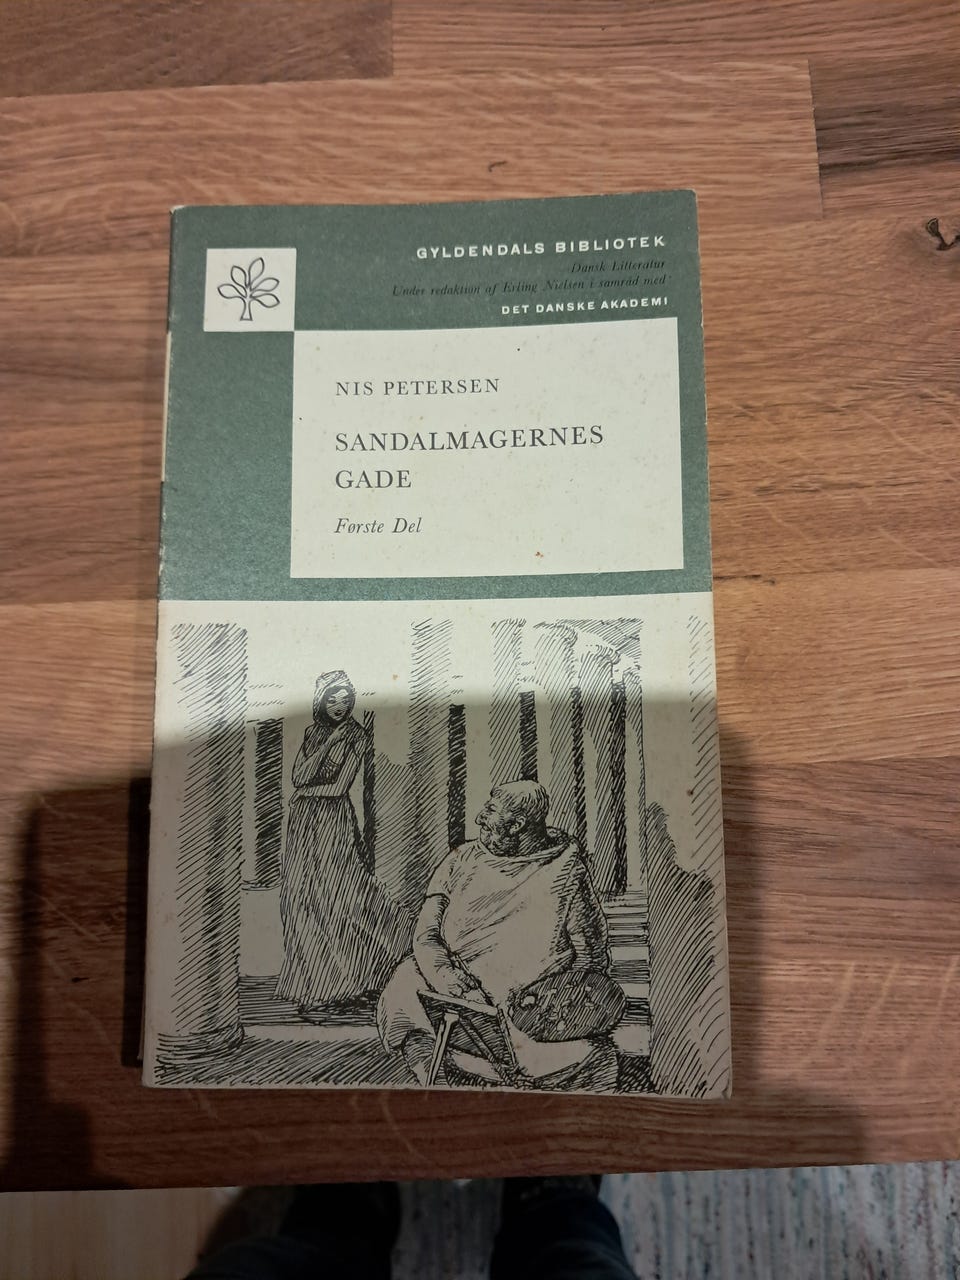 GYLDENDALS BIBLIOTEK
Dansk Litteratur
Under redaktion af Erling Nielsen i samråd med
DET DANSKE AKADEMI
NIS PETERSEN
SANDALMAGERNES
GADE
Første Del